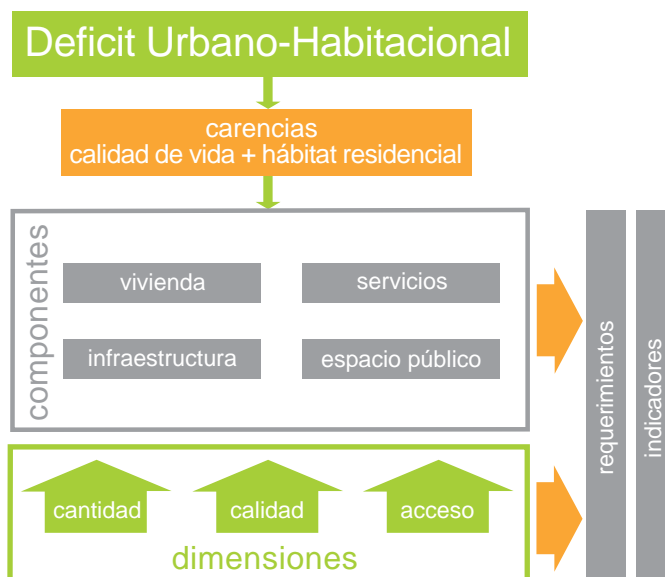 Deficit Urbano-Habitacional
carencias
calidad de vida + hábitat residencial
componentes
vivienda
servicios
infraestructura
espacio público
cantidad
calidad
acceso
dimensiones
requerimientos
indicadores